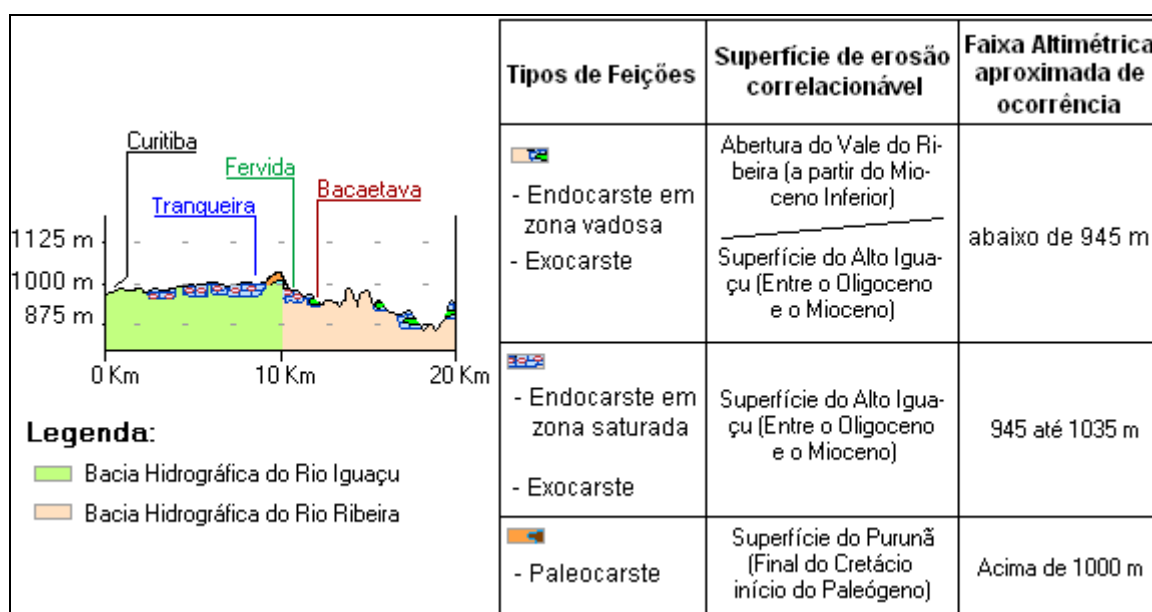 Curitiba
Fervida
Tranqueira
Bacaetava
1125 m
1000 m
875 m
0 Km
10 Km
20 Km
Legenda:
Bacia Hidrográfica do Rio Iguaçu
Bacia Hidrográfica do Rio Ribeira
Tipos de Feições
Superfície de erosão
correlacionável
Faixa Altimétrica
aproximada de
ocorrência
- Endocarste em
zona vadosa
- Exocarste
Abertura do Vale do Ri-
beira (a partir do Mio-
ceno Inferior)
Superfície do Alto Igua-
çu (Entre o Oligoceno
e o Mioceno)
abaixo de 945 m
- Endocarste em
zona saturada
- Exocarste
Superfície do Alto Igua-
çu (Entre o Oligoceno
e o Mioceno)
945 até 1035 m
- Paleocarste
Superfície do Purunã
(Final do Cretácio
início do Paleógeno)
Acima de 1000 m